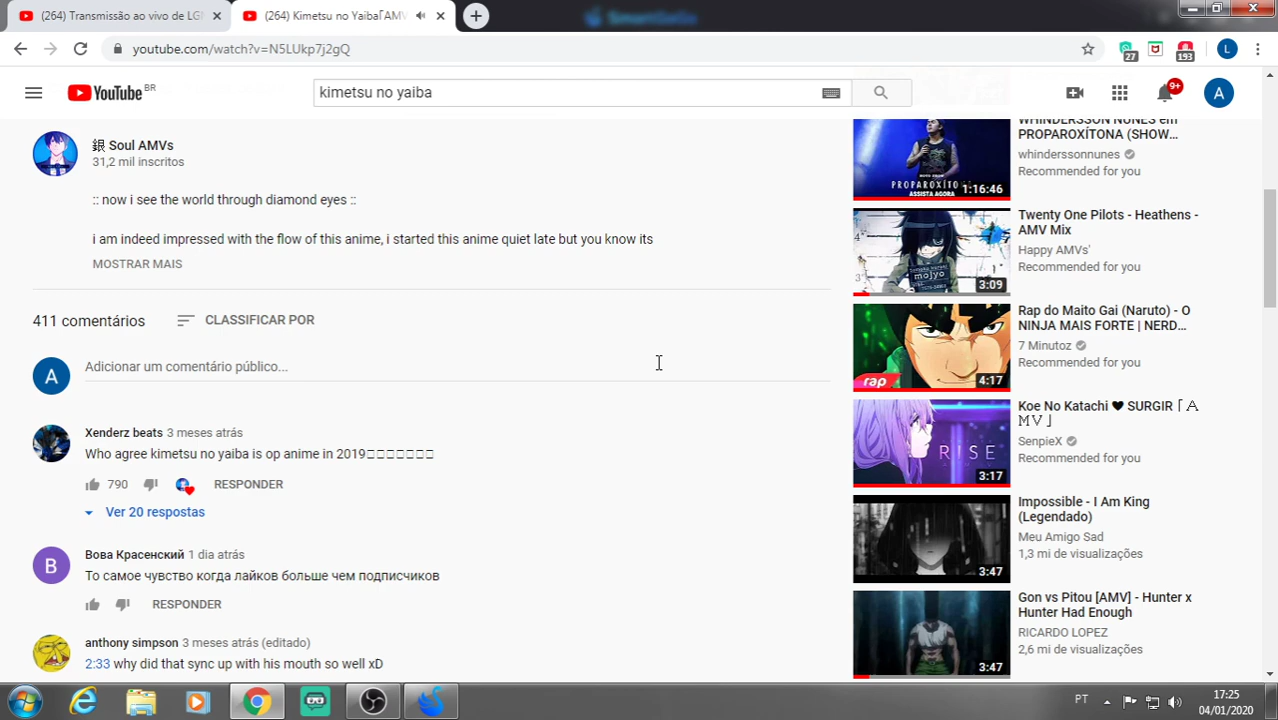 (264) Transmissão ao vivo de LGI
(264) Kimetsu no Yaiba「AMV
youtube.com/watch?v=N5LUkp7j2gQ
27
193
L
YouTube BR
kimetsu no yaiba
9+
A
銀 Soul AMVs
31,2 mil inscritos
:: now i see the world through diamond eyes ::
i am indeed impressed with the flow of this anime, i started this anime quiet late but you know its
MOSTRAR MAIS
411 comentários
CLASSIFICAR POR
A
Adicionar um comentário público...
Xenderz beats 3 meses atrás
Who agree kimetsu no yaiba is op anime in 2019
790
RESPONDER
Ver 20 respostas
B
Вова Красенский 1 dia atrás
То самое чувство когда лайков больше чем подписчиков
RESPONDER
anthony simpson 3 meses atrás (editado)
2:33 why did that sync up with his mouth so well xD
WHINDERSSON NUNES em
PROPAROXÍTONA (SHOW...
whinderssonnunes
Recommended for you
PROPAROXÍTO
ASSISTA AGORA
1:16:46
Twenty One Pilots - Heathens -
AMV Mix
Happy AMVs'
Recommended for you
mojyo
3:09
Rap do Maito Gai (Naruto) - O
NINJA MAIS FORTE | NERD...
7 Minutoz
Recommended for you
rap
4:17
Koe No Katachi ♥ SURGIR「A
M V」
SenpieX
Recommended for you
RISE
3:17
Impossible - I Am King
(Legendado)
Meu Amigo Sad
1,3 mi de visualizações
3:47
Gon vs Pitou [AMV] - Hunter x
Hunter Had Enough
RICARDO LOPEZ
2,6 mi de visualizações
3:47
PT
17:25
04/01/2020